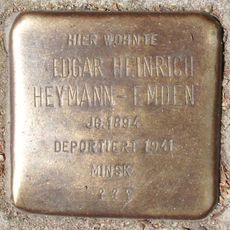 HIER WOHNTE
EDGAR HEINRICH
HEYMANN-EMDEN
JG. 1894
DEPORTIERT 1941
MINSK
???